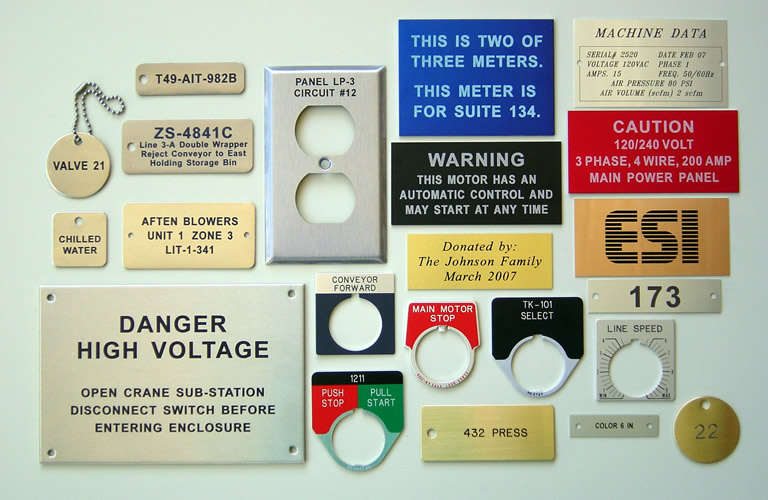 T49-AIT-982B
VALVE 21
ZS-4841C
Line 3-A Double Wrapper
Reject Conveyor to East
Holding Storage Bin
CHILLED
WATER
AFTEN BLOWERS
UNIT 1 ZONE 3
LIT-1-341
PANEL LP-3
CIRCUIT #12
THIS IS TWO OF
THREE METERS.
THIS METER IS
FOR SUITE 134.
MACHINE DATA
SERIAL# 2520 DATE FEB 07
VOLTAGE 120VAC PHASE 1
AMPS. 15 FREQ. 50/60Hz
AIR PRESSURE 80 PSI
AIR VOLUME (scfm) 2 scfm
WARNING
THIS MOTOR HAS AN
AUTOMATIC CONTROL AND
MAY START AT ANY TIME
CAUTION
120/240 VOLT
3 PHASE, 4 WIRE, 200 AMP
MAIN POWER PANEL
Donated by:
The Johnson Family
March 2007
ESI
173
DANGER
HIGH VOLTAGE
OPEN CRANE SUB-STATION
DISCONNECT SWITCH BEFORE
ENTERING ENCLOSURE
CONVEYOR
FORWARD
MAIN MOTOR
STOP
TK-101
SELECT
LINE SPEED
MIN MAX
1211
PUSH PULL
STOP START
432 PRESS
COLOR 6 IN
22